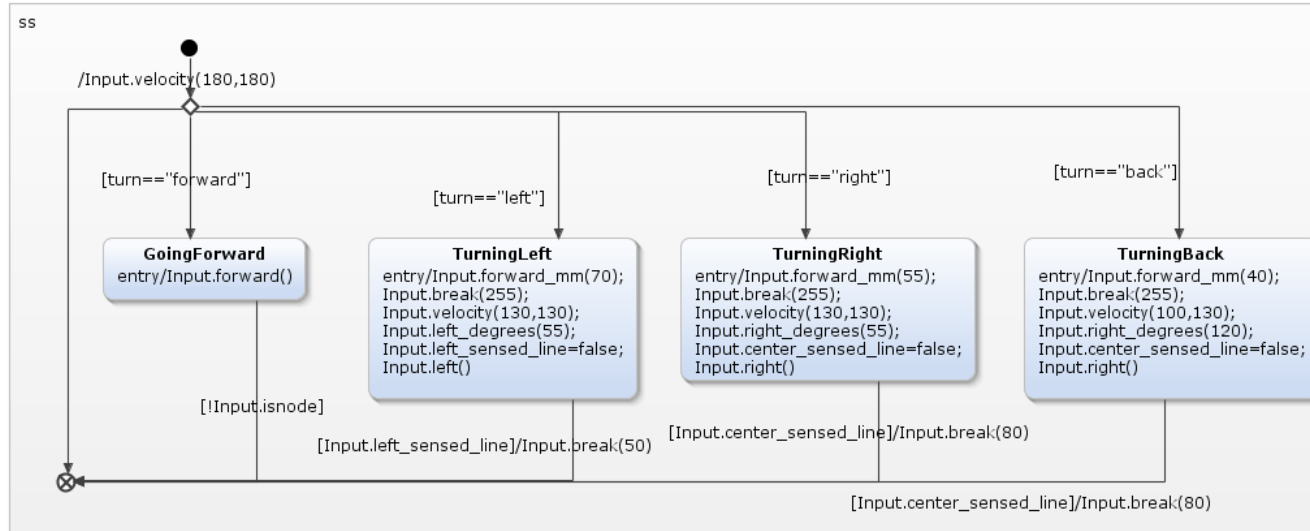 ss
/Input.velocity(180,180)
[turn=="forward"]
[turn=="left"]
[turn=="right"]
[turn=="back"]
GoingForward
entry/Input.forward()
TurningLeft
entry/Input.forward_mm(70);
Input.break(255);
Input.velocity(130,130);
Input.left_degrees(55);
Input.left_sensed_line=false;
Input.left()
TurningRight
entry/Input.forward_mm(55);
Input.break(255);
Input.velocity(130,130);
Input.right_degrees(55);
Input.center_sensed_line=false;
Input.right()
TurningBack
entry/Input.forward_mm(40);
Input.break(255);
Input.velocity(100,130);
Input.right_degrees(120);
Input.center_sensed_line=false;
Input.right()
[!Input.isnode]
[Input.left_sensed_line]/Input.break(50)
[Input.center_sensed_line]/Input.break(80)
[Input.center_sensed_line]/Input.break(80)